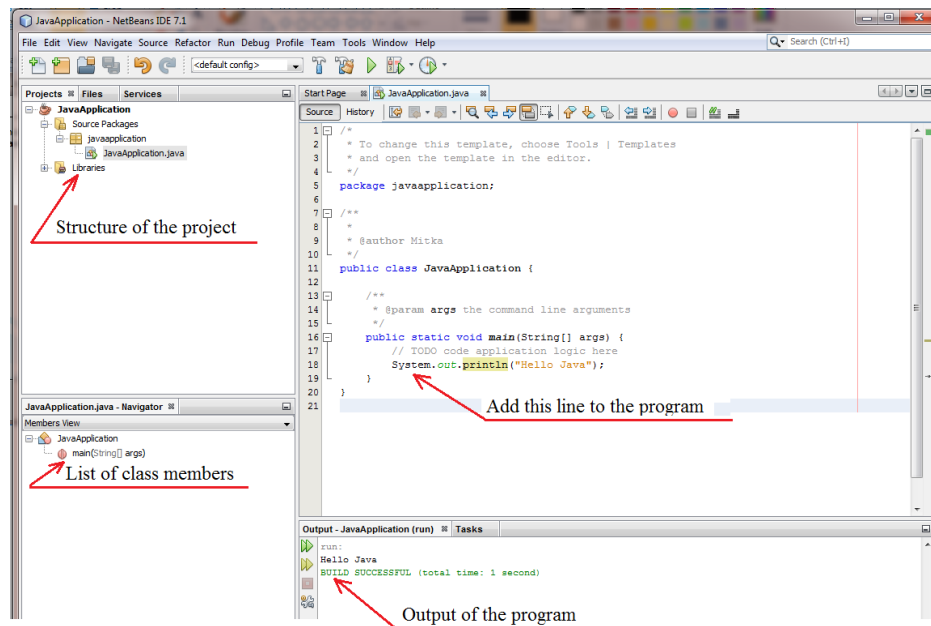 JavaApplication - NetBeans IDE 7.1
File Edit View Navigate Source Refactor Run Debug Profile Team Tools Window Help
Search (Ctrl+I)
<default config>
Projects Files Services
JavaApplication
Source Packages
javaapplication
JavaApplication.java
Libraries
Structure of the project
JavaApplication.java - Navigator
Members View
JavaApplication
main(String[] args)
List of class members
Start Page JavaApplication.java
Source History
1 /*
2 * To change this template, choose Tools | Templates
3 * and open the template in the editor.
4 */
5 package javaapplication;
6
7 /**
8 *
9 * @author Mitka
10 */
11 public class JavaApplication {
12
13 /**
14 * @param args the command line arguments
15 */
16 public static void main(String[] args) {
17 // TODO code application logic here
18 System.out.println("Hello Java");
19 }
20 }
21
Add this line to the program
Output - JavaApplication (run) Tasks
run:
Hello Java
BUILD SUCCESSFUL (total time: 1 second)
Output of the program